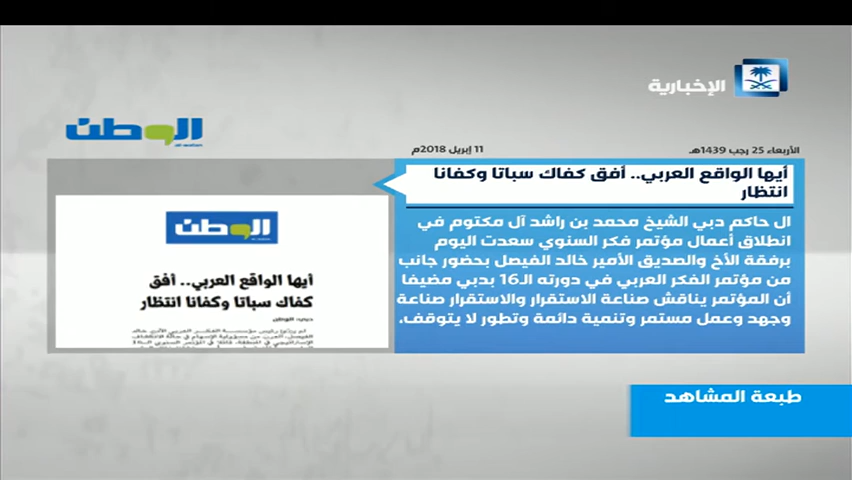 الإخبارية
الوطن
الأربعاء 25 رجب 1439هـ
11 إبريل 2018م
أيها الواقع العربي.. أفق كفاك سباتا وكفانا
انتظار
ال حاكم دبي الشيخ محمد بن راشد آل مكتوم في
انطلاق أعمال مؤتمر فكر السنوي سعدت اليوم
برفقة الأخ والصديق الأمير خالد الفيصل بحضور جانب
من مؤتمر الفكر العربي في دورته الـ16 بدبي مضيفا
أن المؤتمر يناقش صناعة الاستقرار والاستقرار صناعة
وجهد وعمل مستمر وتنمية دائمة وتطور لا يتوقف.
الوطن
أيها الواقع العربي.. أفق
كفاك سباتا وكفانا انتظار
دبي: الوطن
طبعة المشاهد